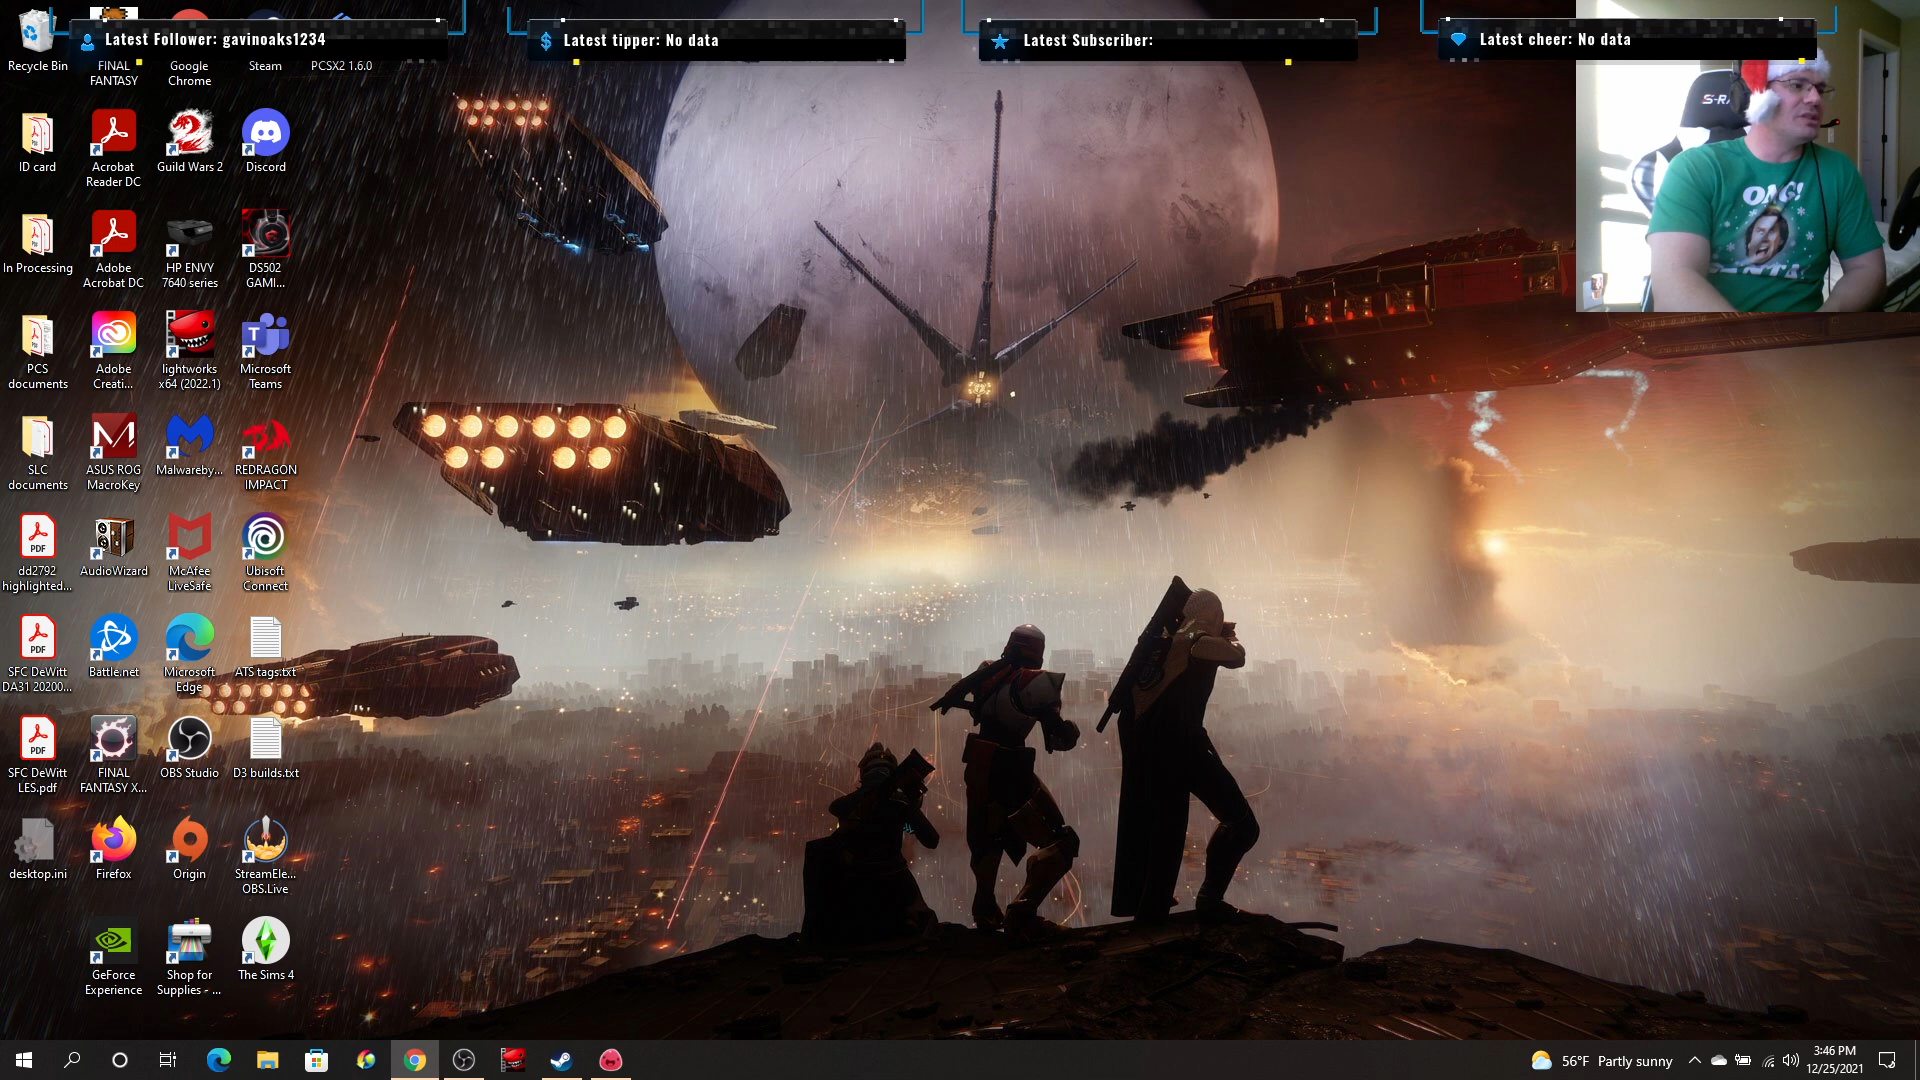 Latest Follower: gavinoaks1234
Latest tipper: No data
Latest Subscriber:
Latest cheer: No data
Recycle Bin
FINAL
FANTASY
Google
Chrome
Steam
PCSX2 1.6.0
ID card
Acrobat
Reader DC
Guild Wars 2
Discord
In Processing
Adobe
Acrobat DC
HP ENVY
7640 series
DS502
GAMI...
PCS
documents
Adobe
Creati...
lightworks
x64 (2022.1)
Microsoft
Teams
SLC
documents
ASUS ROG
MacroKey
Malwareby...
REDRAGON
IMPACT
PDF
dd2792
highlighted...
AudioWizard
McAfee
LiveSafe
Ubisoft
Connect
PDF
SFC DeWitt
DA31 20200...
Battle.net
Microsoft
Edge
ATS tags.txt
PDF
SFC DeWitt
LES.pdf
FINAL
FANTASY X...
OBS Studio
D3 builds.txt
desktop.ini
Firefox
Origin
StreamEle...
OBS.Live
GeForce
Experience
Shop for
Supplies - ...
The Sims 4
OMG!
56°F Partly sunny
3:46 PM
12/25/2021